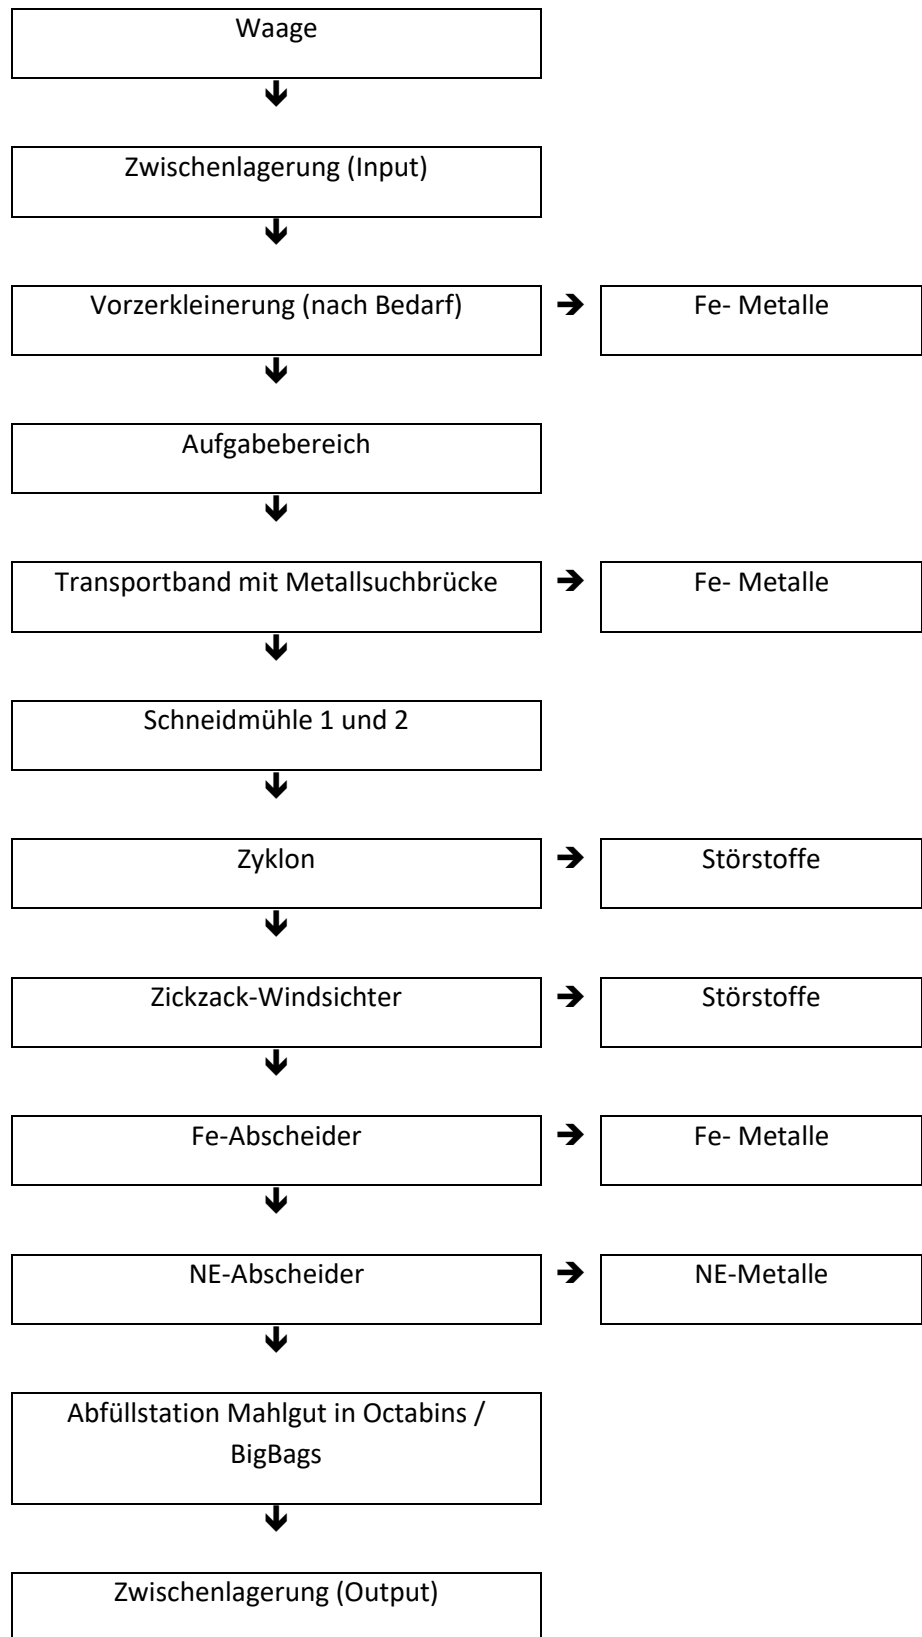 Waage
Zwischenlagerung (Input)
Vorzerkleinerung (nach Bedarf)
Fe- Metalle
Aufgabebereich
Transportband mit Metallsuchbrücke
Fe- Metalle
Schneidmühle 1 und 2
Zyklon
Störstoffe
Zickzack-Windsichter
Störstoffe
Fe-Abscheider
Fe- Metalle
NE-Abscheider
NE-Metalle
Abfüllstation Mahlgut in Octabins /
BigBags
Zwischenlagerung (Output)